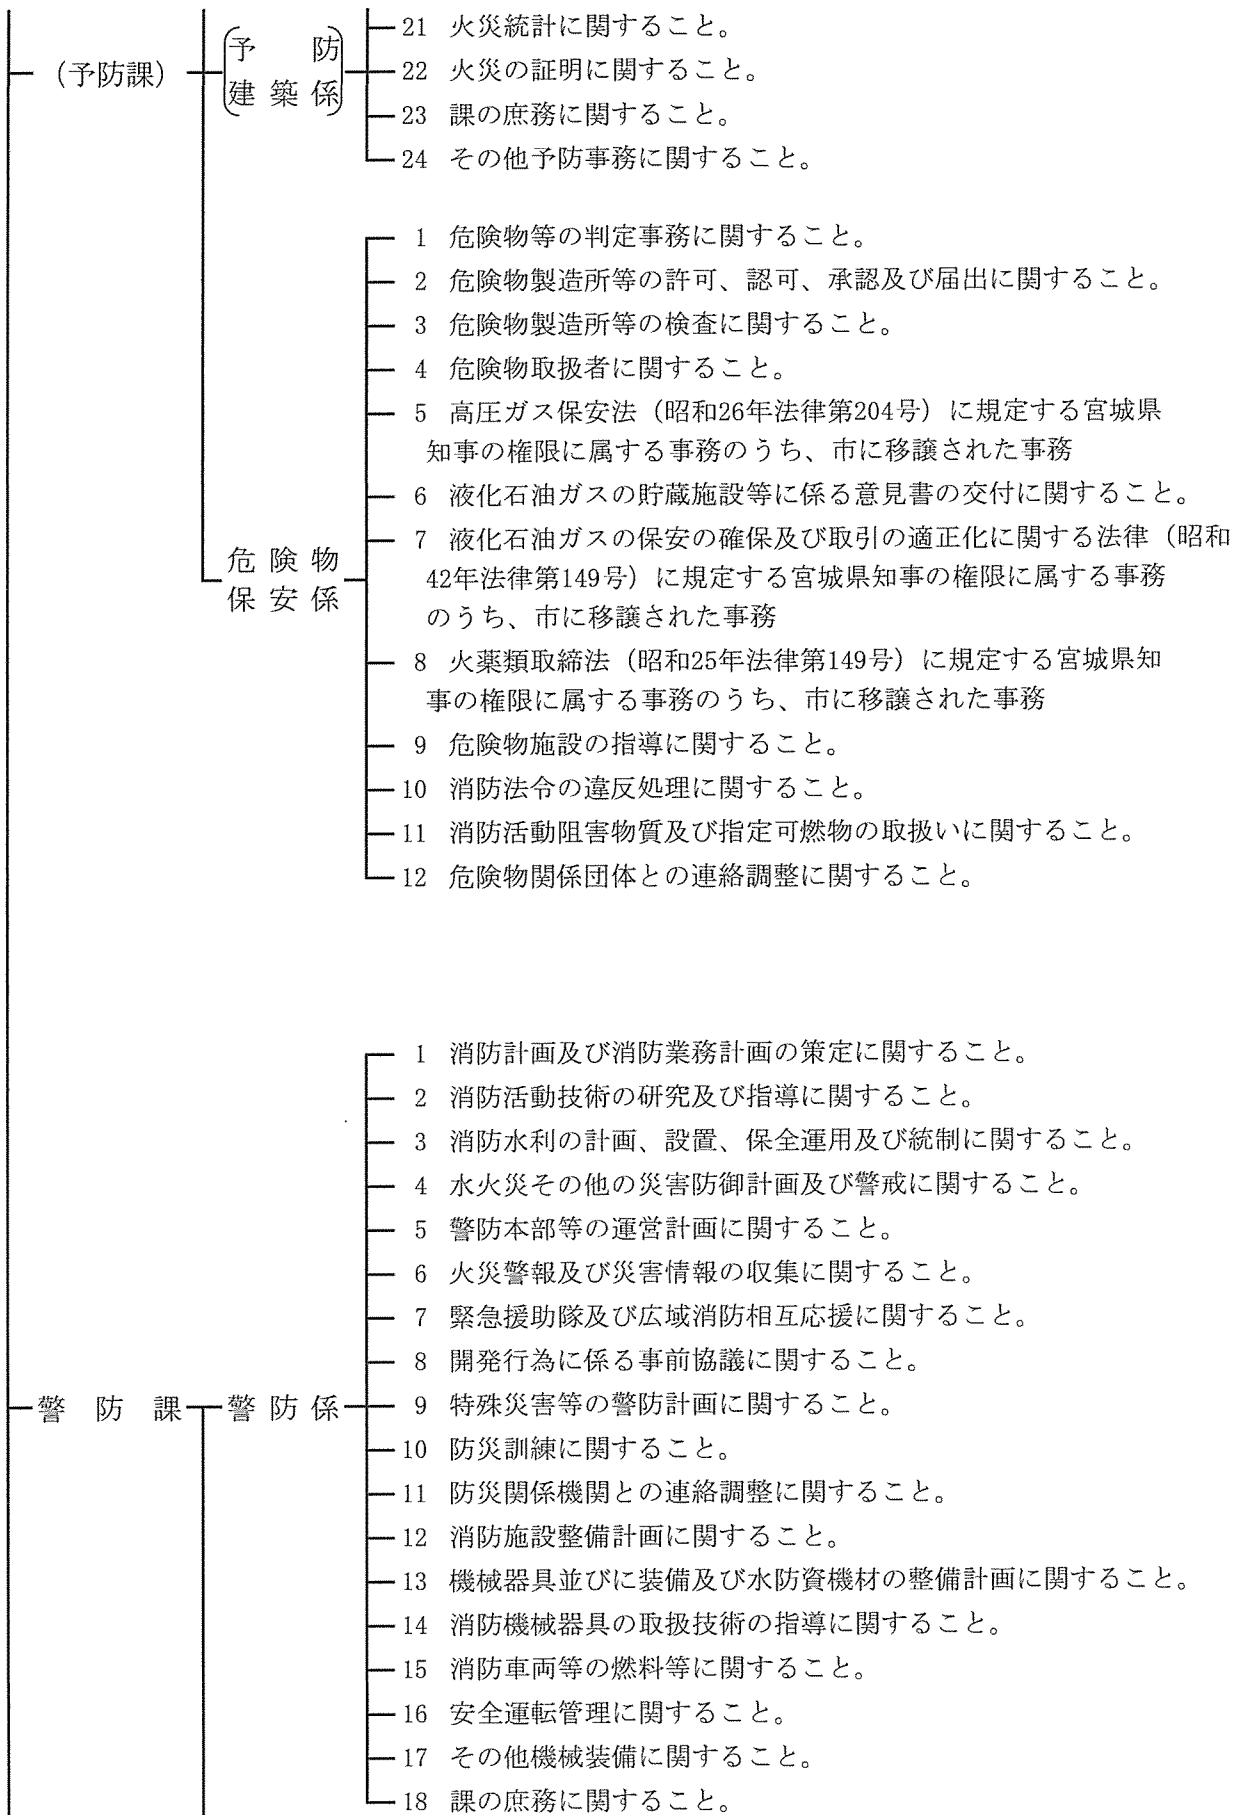 21 火災統計に関すること。
(予防課)
予防
建築係
22 火災の証明に関すること。
23 課の庶務に関すること。
24 その他予防事務に関すること。
1 危険物等の判定事務に関すること。
2 危険物製造所等の許可、認可、承認及び届出に関すること。
3 危険物製造所等の検査に関すること。
4 危険物取扱者に関すること。
5 高圧ガス保安法（昭和26年法律第204号）に規定する宮城県
知事の権限に属する事務のうち、市に移譲された事務
6 液化石油ガスの貯蔵施設等に係る意見書の交付に関すること。
危険物
保安係
7 液化石油ガスの保安の確保及び取引の適正化に関する法律（昭和
42年法律第149号）に規定する宮城県知事の権限に属する事務
のうち、市に移譲された事務
8 火薬類取締法（昭和25年法律第149号）に規定する宮城県知
事の権限に属する事務のうち、市に移譲された事務
9 危険物施設の指導に関すること。
10 消防法令の違反処理に関すること。
11 消防活動阻害物質及び指定可燃物の取扱いに関すること。
12 危険物関係団体との連絡調整に関すること。
1 消防計画及び消防業務計画の策定に関すること。
2 消防活動技術の研究及び指導に関すること。
3 消防水利の計画、設置、保全運用及び統制に関すること。
4 水火災その他の災害防御計画及び警戒に関すること。
5 警防本部等の運営計画に関すること。
6 火災警報及び災害情報の収集に関すること。
7 緊急援助隊及び広域消防相互応援に関すること。
8 開発行為に係る事前協議に関すること。
警防課
警防係
9 特殊災害等の警防計画に関すること。
10 防災訓練に関すること。
11 防災関係機関との連絡調整に関すること。
12 消防施設整備計画に関すること。
13 機械器具並びに装備及び水防資機材の整備計画に関すること。
14 消防機械器具の取扱技術の指導に関すること。
15 消防車両等の燃料等に関すること。
16 安全運転管理に関すること。
17 その他機械装備に関すること。
18 課の庶務に関すること。